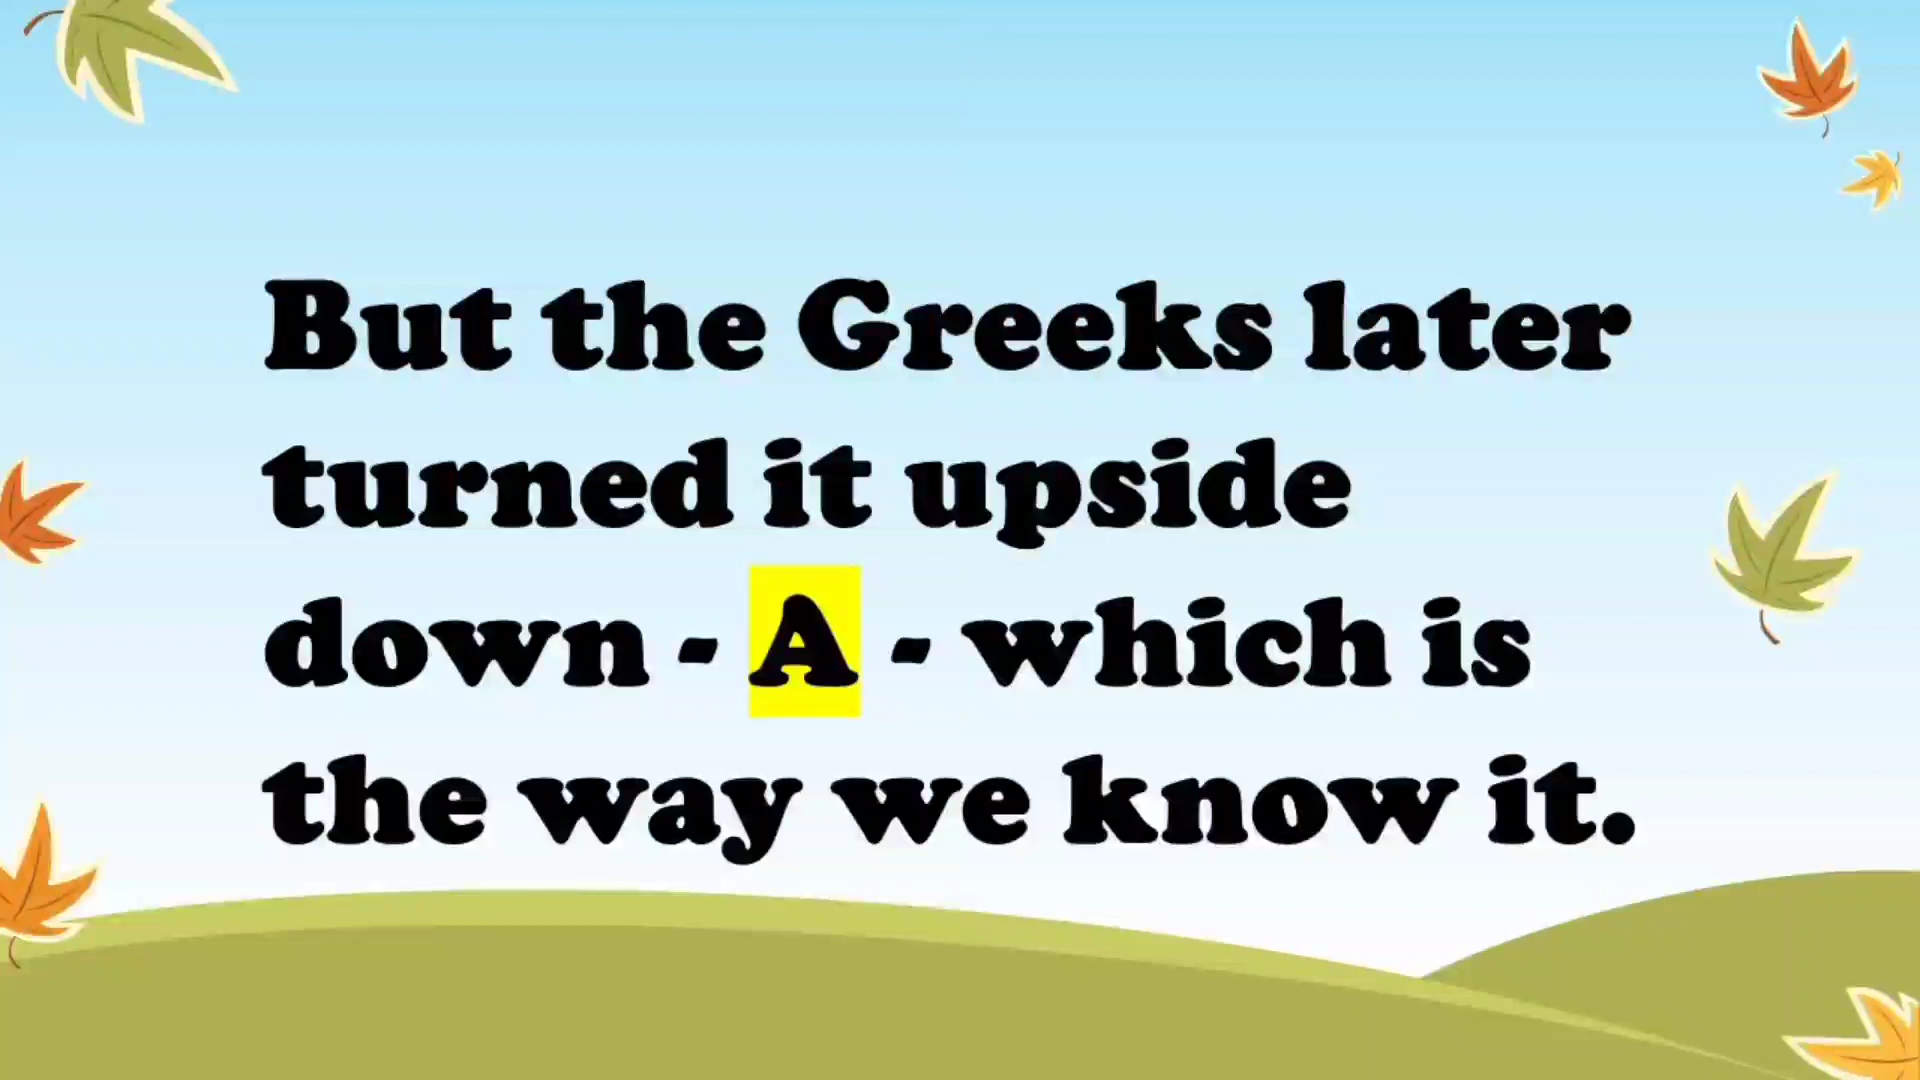 But the Greeks later
turned it upside
down - A - which is
the way we know it.